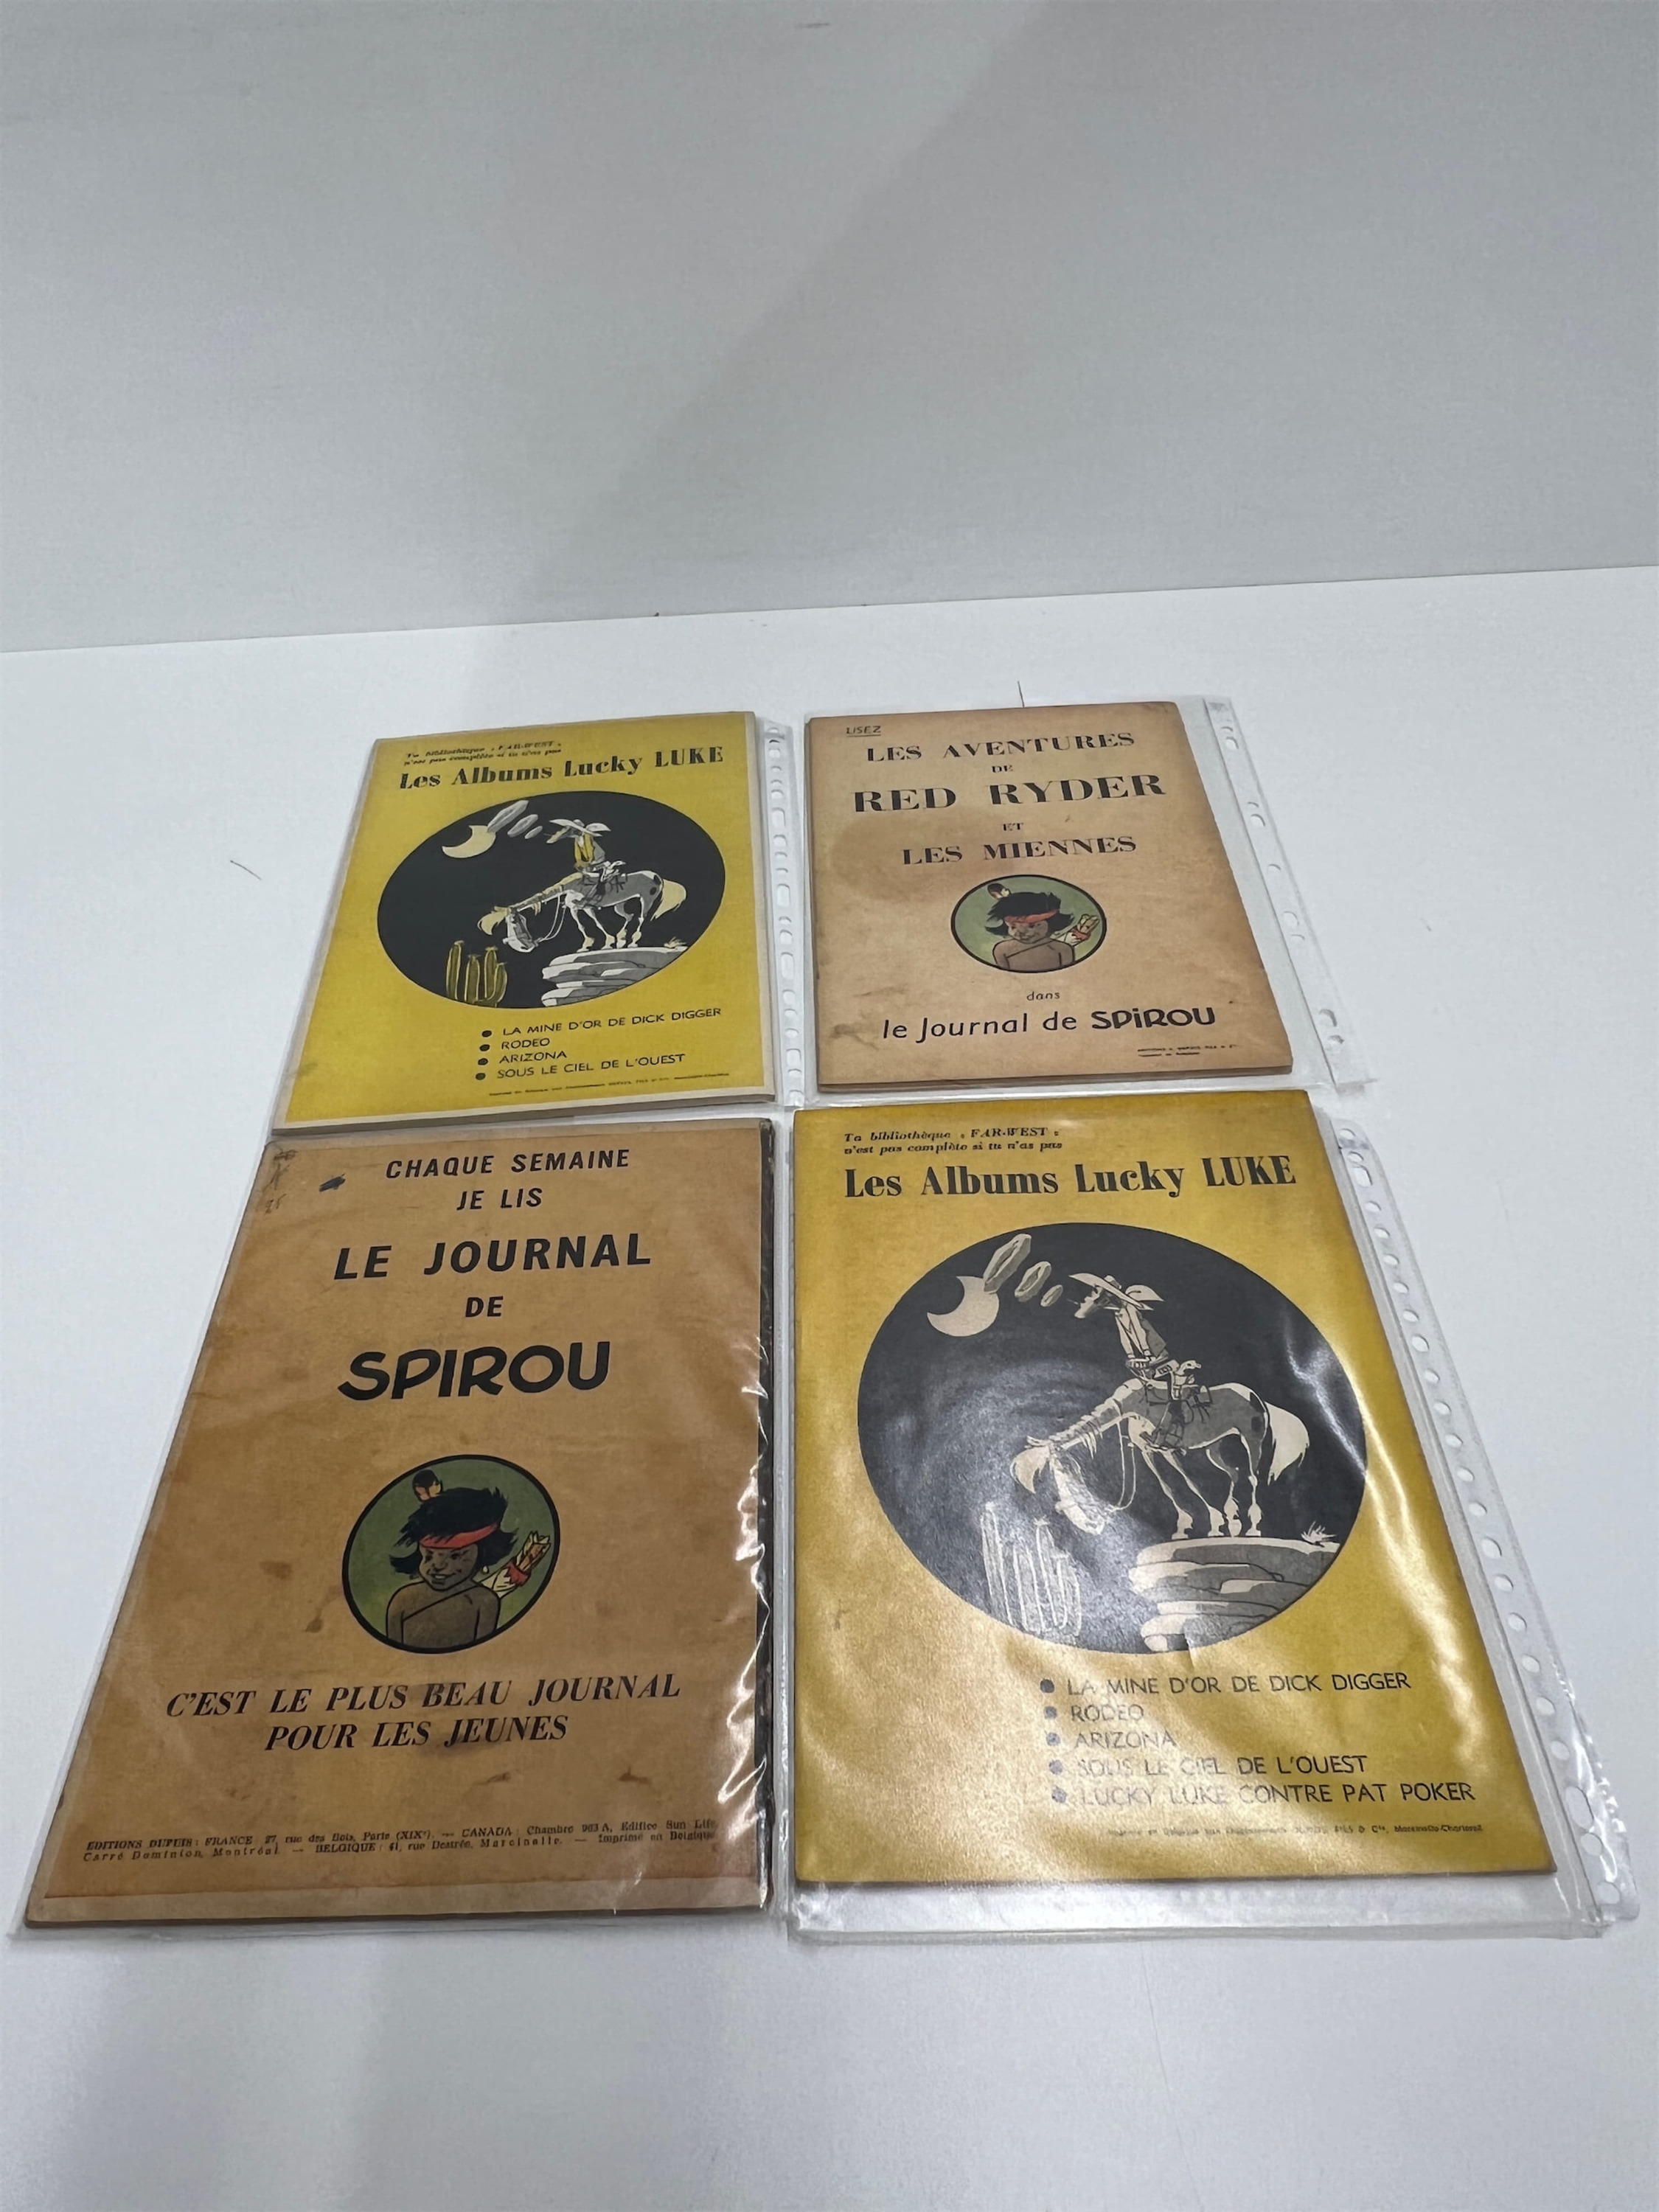 Ta bibliothèque « FAR-WEST »
n'est pas complète si tu n'as pas
Les Albums Lucky LUKE
LA MINE D'OR DE DICK DIGGER
RODEO
ARIZONA
SOUS LE CIEL DE L'OUEST
LISEZ
LES AVENTURES
DE
RED RYDER
ET
LES MIENNES
dans
le Journal de SPIROU
CHAQUE SEMAINE
JE LIS
LE JOURNAL
DE
SPIROU
C'EST LE PLUS BEAU JOURNAL
POUR LES JEUNES
EDITIONS DUPUIS : FRANCE : 27, rue des Bois, Paris (XIXe). — CANADA : Chambre 903 A, Edifice Sun Life
Carré Dominion, Montréal. — BELGIQUE : 41, rue Destrée, Marcinelle. — Imprimé en Belgique
Ta bibliothèque « FAR-WEST »
n'est pas complète si tu n'as pas
Les Albums Lucky LUKE
LA MINE D'OR DE DICK DIGGER
RODEO
ARIZONA
SOUS LE CIEL DE L'OUEST
LUCKY LUKE CONTRE PAT POKER